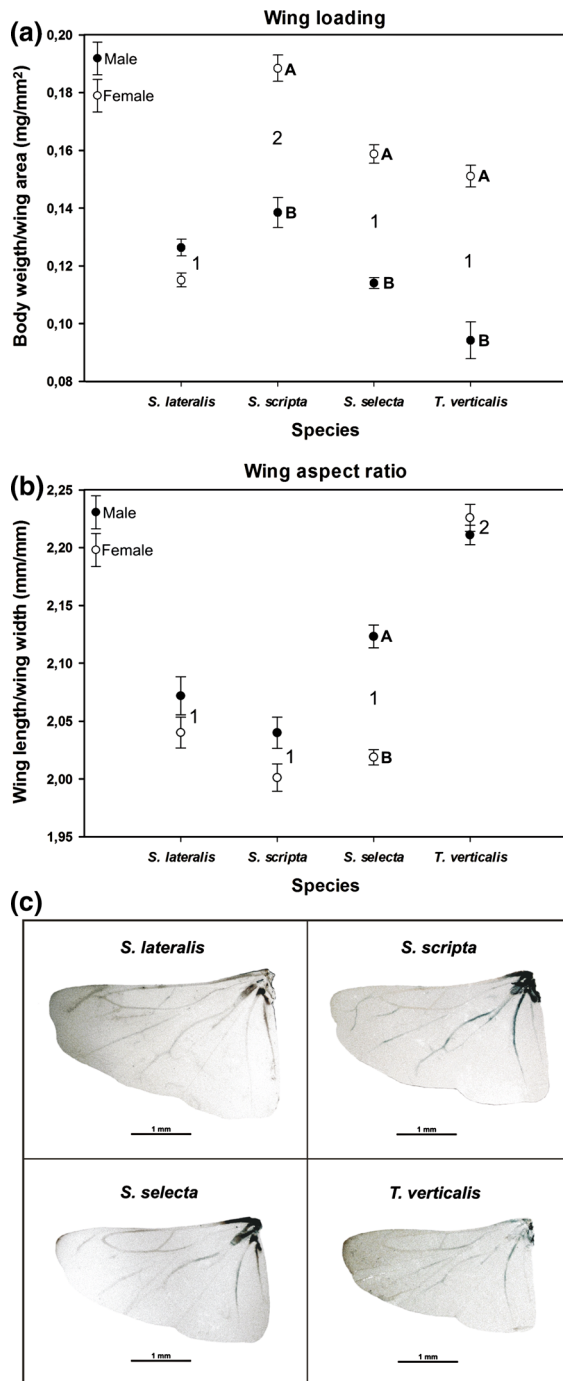 (a)
Wing loading
Body weigth/wing area (mg/mm²)
0,20
0,18
0,16
0,14
0,12
0,10
0,08
Male
Female
1
A
2
B
A
1
B
A
1
B
S. lateralis S. scripta S. selecta T. verticalis
Species
(b)
Wing aspect ratio
Wing length/wing width (mm/mm)
2,25
2,20
2,15
2,10
2,05
2,00
1,95
Male
Female
1
1
A
1
B
2
S. lateralis S. scripta S. selecta T. verticalis
Species
(c)
S. lateralis
1 mm
S. scripta
1 mm
S. selecta
1 mm
T. verticalis
1 mm